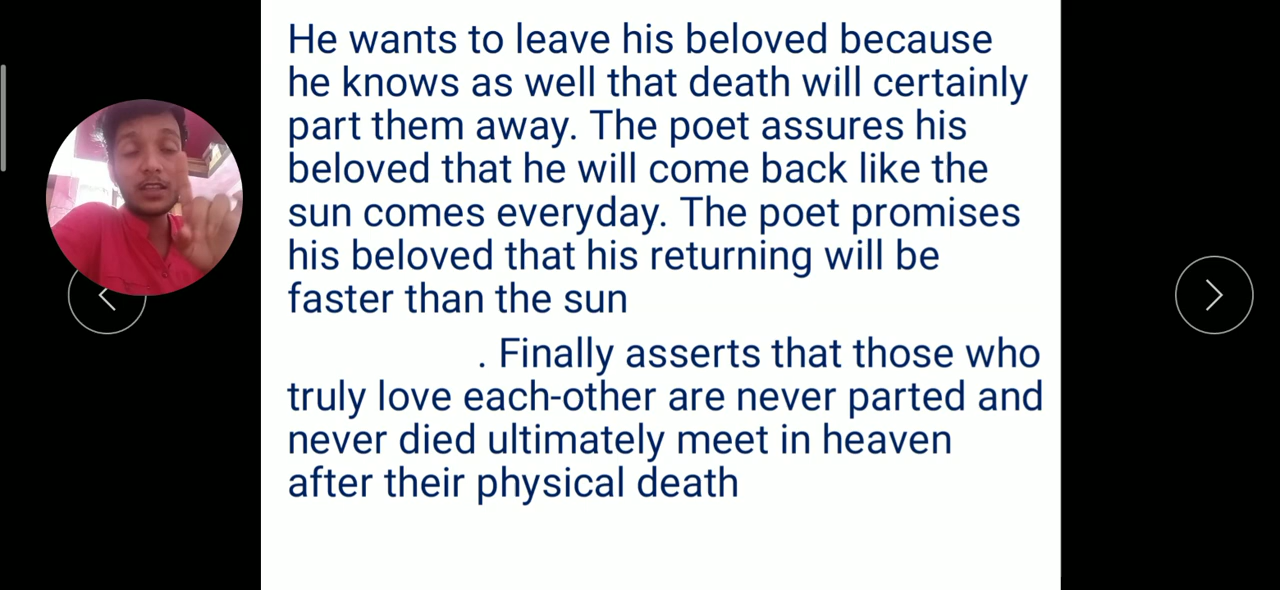 He wants to leave his beloved because
he knows as well that death will certainly
part them away. The poet assures his
beloved that he will come back like the
sun comes everyday. The poet promises
his beloved that his returning will be
faster than the sun
. Finally asserts that those who
truly love each-other are never parted and
never died ultimately meet in heaven
after their physical death